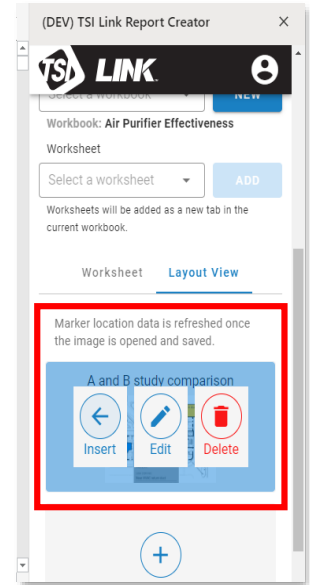 (DEV) TSI Link Report Creator
TSI LINK.
Select a workbook
NEW
Workbook: Air Purifier Effectiveness
Worksheet
Select a worksheet
ADD
Worksheets will be added as a new tab in the
current workbook.
Worksheet Layout View
Marker location data is refreshed once
the image is opened and saved.
A and B study comparison
Insert Edit Delete